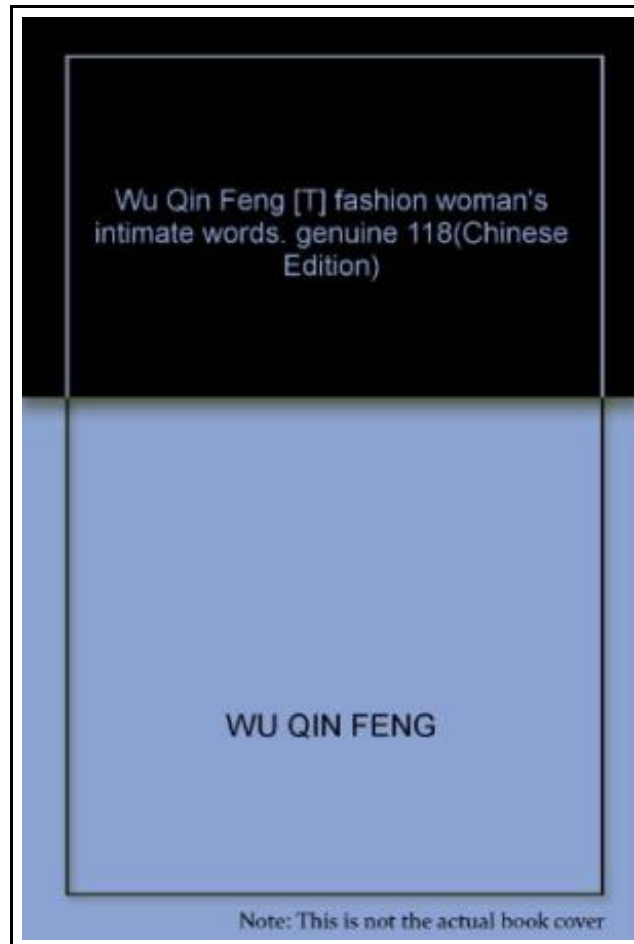 Wu Qin Feng [T] fashion woman's
intimate words. genuine 118(Chinese
Edition)
WU QIN FENG
Note: This is not the actual book cover